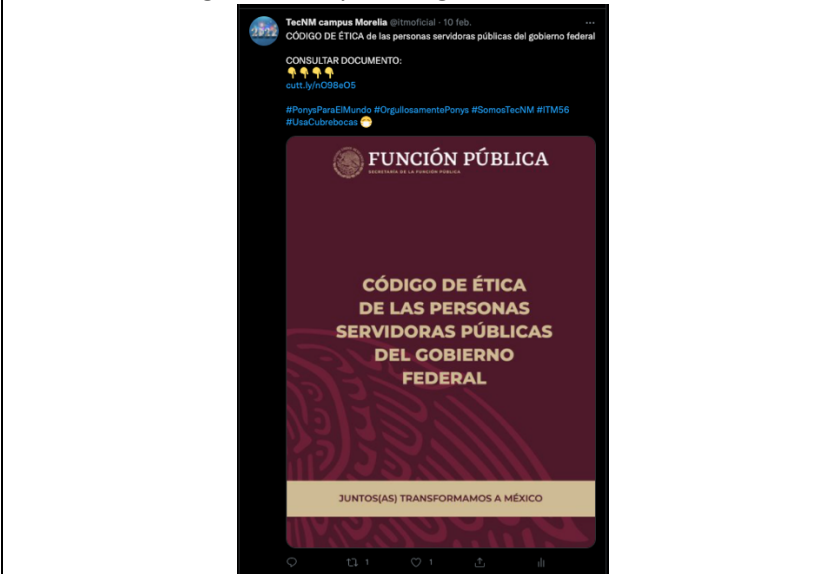 TecNM campus Morelia @itmoficial · 10 feb.
CÓDIGO DE ÉTICA de las personas servidoras públicas del gobierno federal
CONSULTAR DOCUMENTO:
👇👇👇👇
cutt.ly/nO98eO5
#PonysParaElMundo #OrgullosamentePonys #SomosTecNM #ITM56
#UsaCubrebocas 😷
FUNCIÓN PÚBLICA
SECRETARÍA DE LA FUNCIÓN PÚBLICA
CÓDIGO DE ÉTICA
DE LAS PERSONAS
SERVIDORAS PÚBLICAS
DEL GOBIERNO
FEDERAL
JUNTOS(AS) TRANSFORMAMOS A MÉXICO
1 1